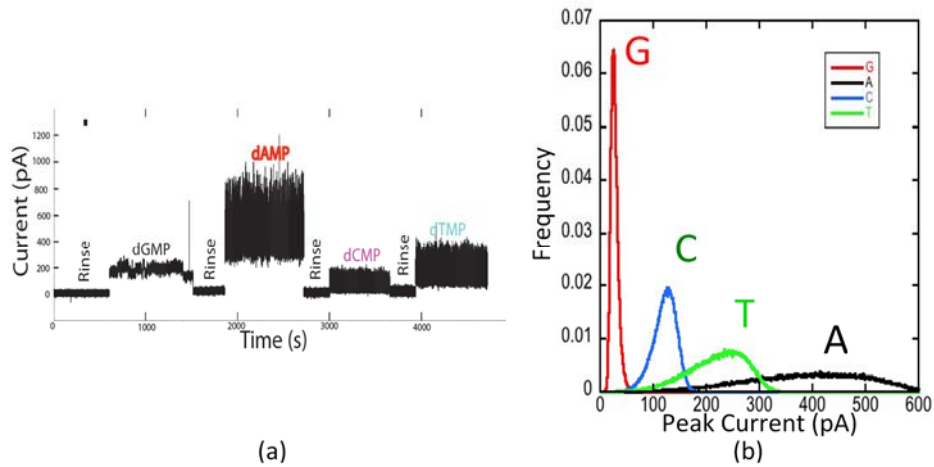 1200
1000
800
600
400
200
0
Current (pA)
Rinse
dGMP
Rinse
dAMP
Rinse
dCMP
Rinse
dTMP
0
1000
2000
3000
4000
Time (s)
(a)
0.07
0.06
0.05
0.04
0.03
0.02
0.01
0
Frequency
G
C
T
A
G
A
C
T
0
100
200
300
400
500
600
Peak Current (pA)
(b)